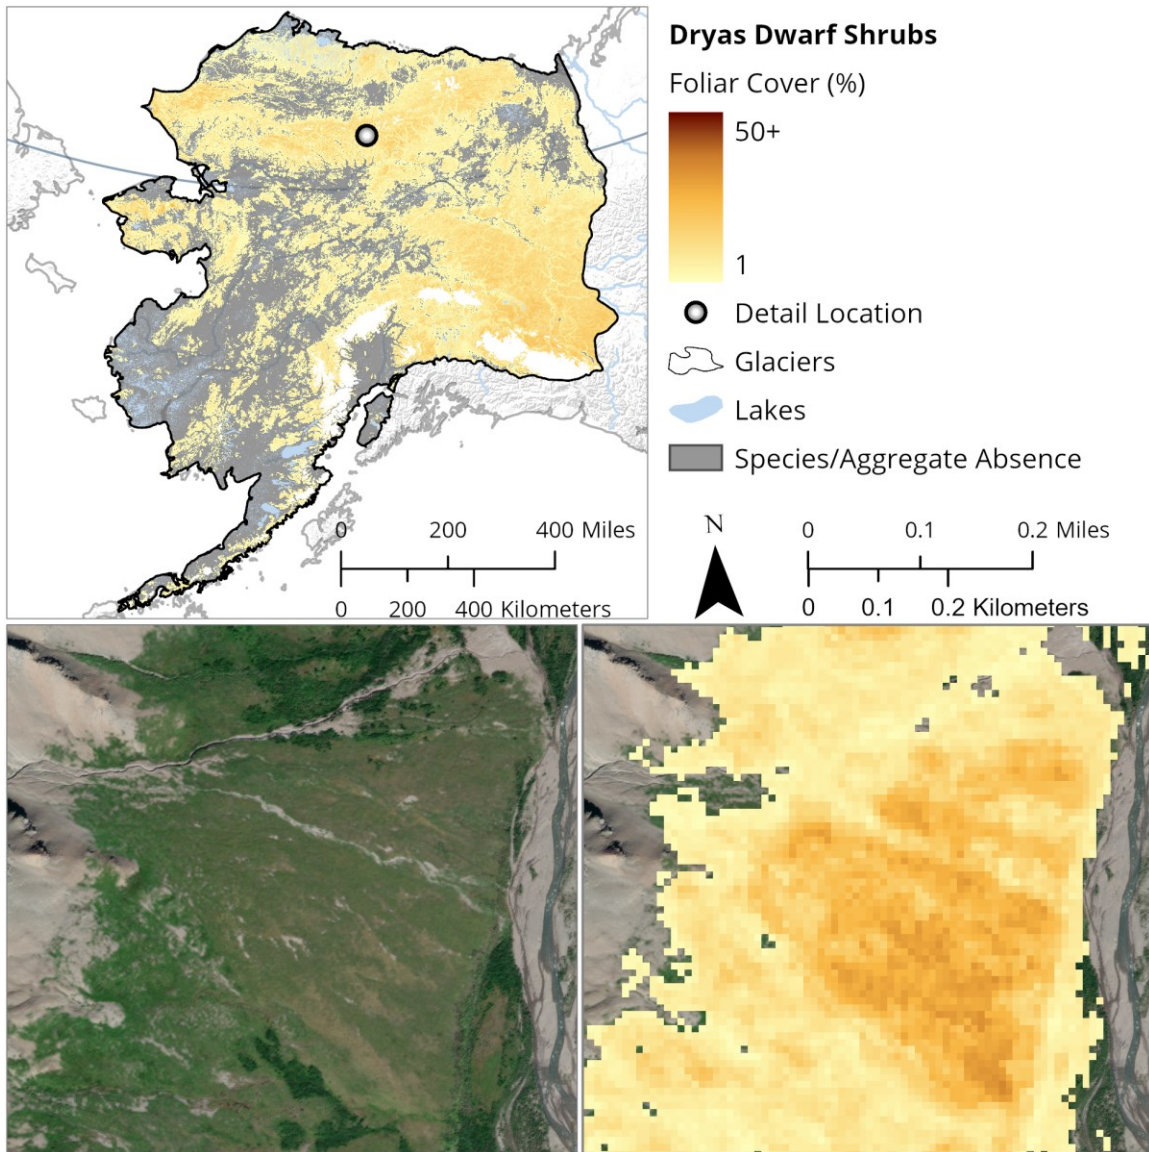 Dryas Dwarf Shrubs
Foliar Cover (%)
50+
1
Detail Location
Glaciers
Lakes
Species/Aggregate Absence
0 200 400 Miles
0 200 400 Kilometers
N
0 0.1 0.2 Miles
0 0.1 0.2 Kilometers